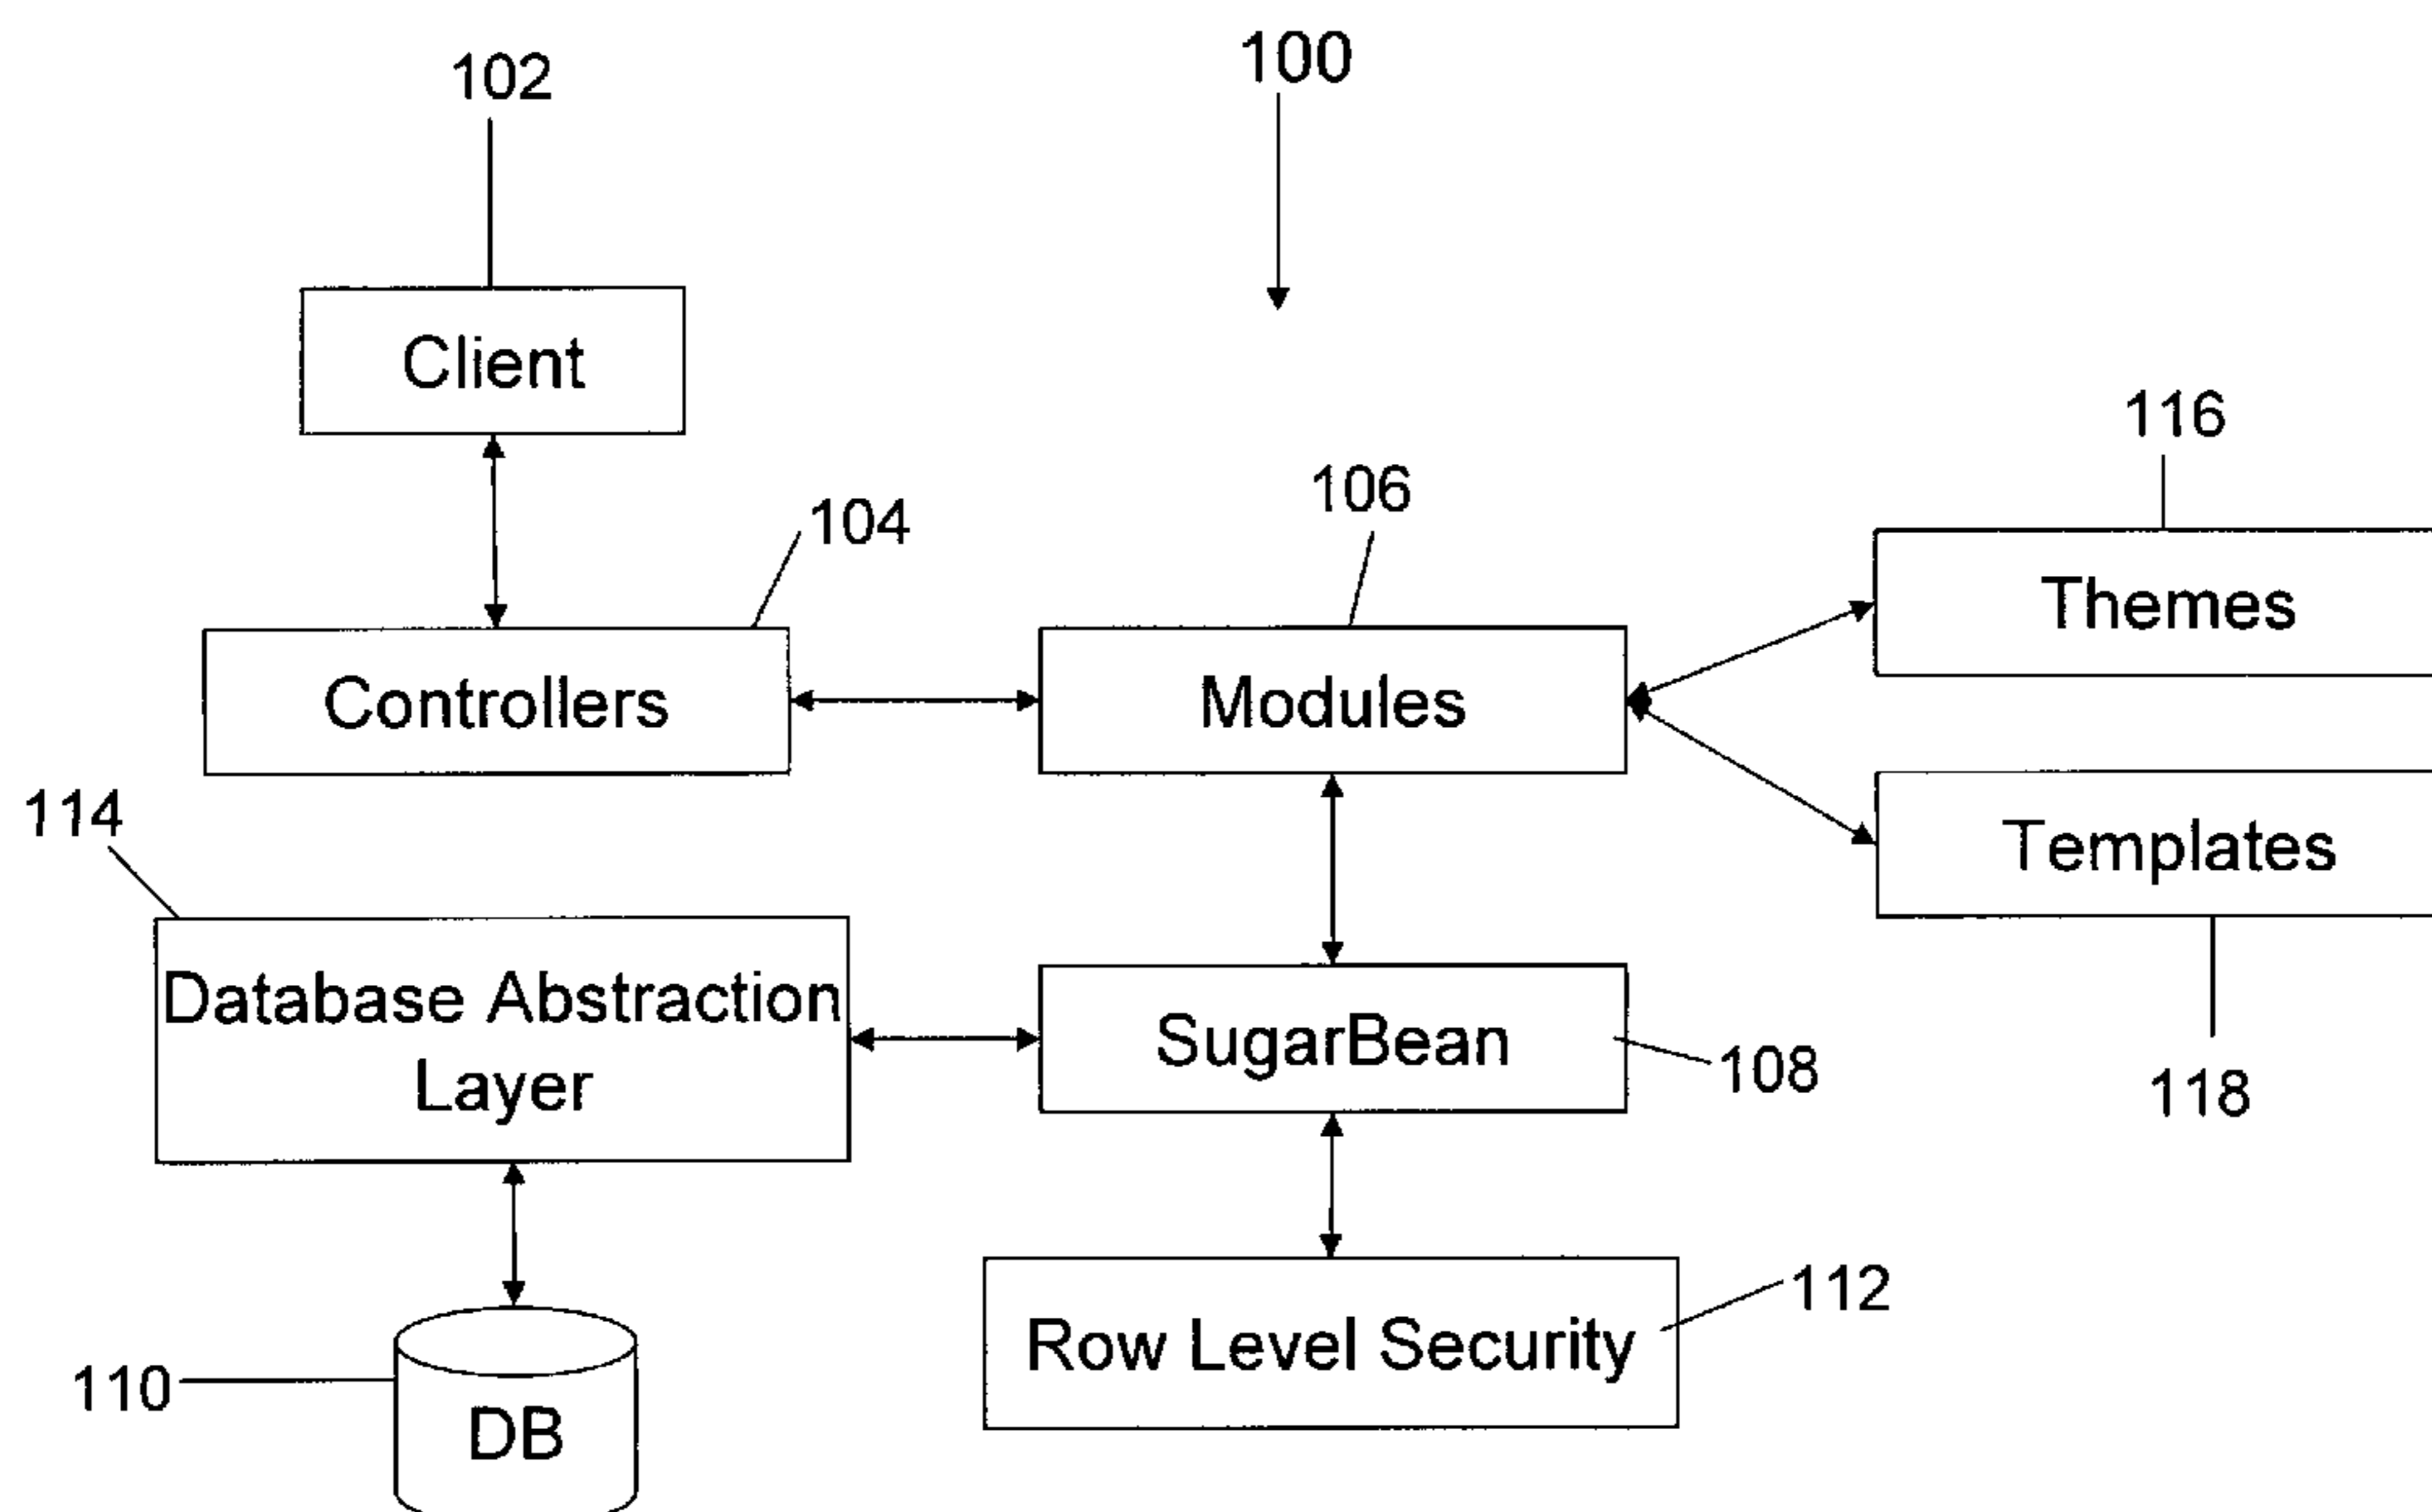 100
102
Client
116
106
104
Themes
Controllers
Modules
114
Templates
Database Abstraction
Layer
SugarBean
108
118
112
Row Level Security
110
DB